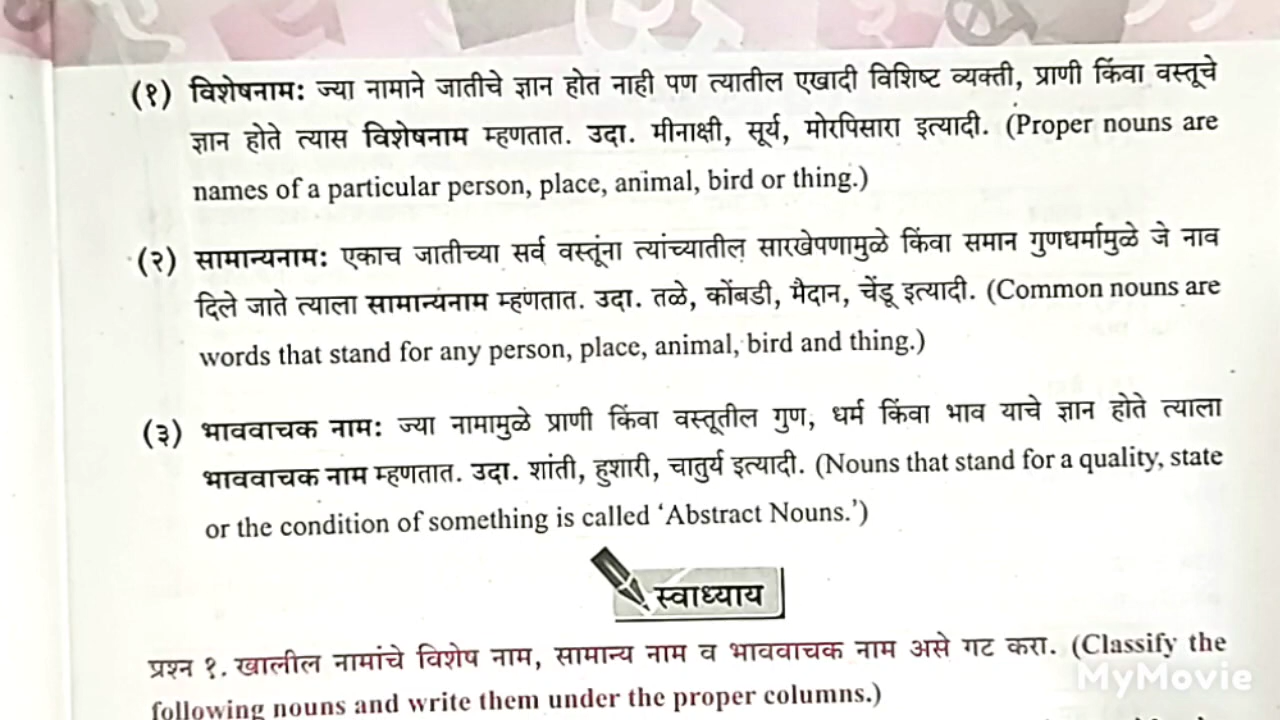 (१) विशेषनाम: ज्या नामाने जातीचे ज्ञान होत नाही पण त्यातील एखादी विशिष्ट व्यक्ती, प्राणी किंवा वस्तूचे
ज्ञान होते त्यास विशेषनाम म्हणतात. उदा. मीनाक्षी, सूर्य, मोरपिसारा इत्यादी. (Proper nouns are
names of a particular person, place, animal, bird or thing.)
(२) सामान्यनाम: एकाच जातीच्या सर्व वस्तूंना त्यांच्यातील सारखेपणामुळे किंवा समान गुणधर्मामुळे जे नाव
दिले जाते त्याला सामान्यनाम म्हणतात. उदा. तळे, कोंबडी, मैदान, चेंडू इत्यादी. (Common nouns are
words that stand for any person, place, animal, bird and thing.)
(३) भाववाचक नाम: ज्या नामामुळे प्राणी किंवा वस्तूतील गुण, धर्म किंवा भाव याचे ज्ञान होते त्याला
भाववाचक नाम म्हणतात. उदा. शांती, हुशारी, चातुर्य इत्यादी. (Nouns that stand for a quality, state
or the condition of something is called ‘Abstract Nouns.’)
स्वाध्याय
प्रश्न १. खालील नामांचे विशेष नाम, सामान्य नाम व भाववाचक नाम असे गट करा. (Classify the
following nouns and write them under the proper columns.)
MyMovie